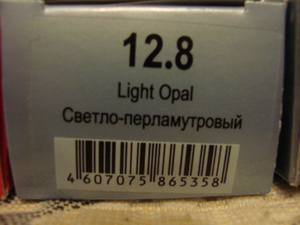 12.8
Light Opal
Светло-перламутровый
4 607075 865358